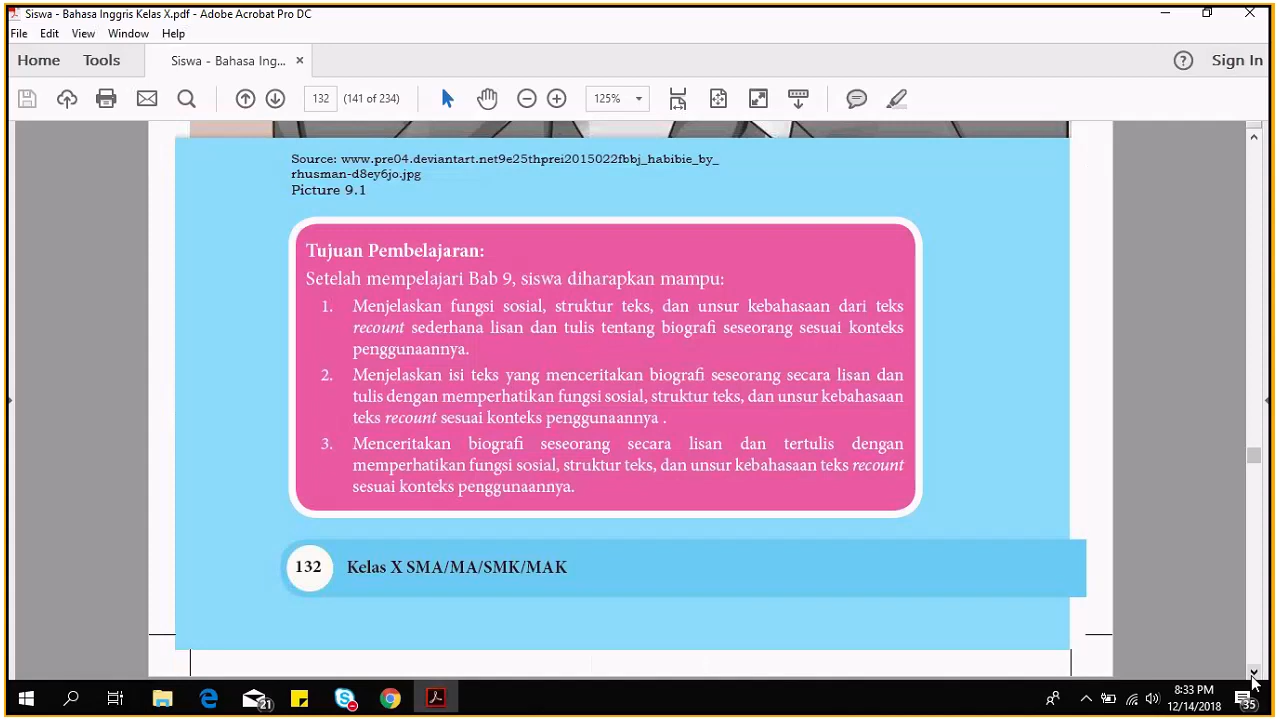 Siswa - Bahasa Inggris Kelas X.pdf - Adobe Acrobat Pro DC
File Edit View Window Help
Home Tools Siswa - Bahasa Ing... × Sign In
132 (141 of 234) 125%
Source: www.pre04.deviantart.net9e25thprei2015022fbbj_habibie_by_
rhusman-d8ey6jo.jpg
Picture 9.1
Tujuan Pembelajaran:
Setelah mempelajari Bab 9, siswa diharapkan mampu:
1. Menjelaskan fungsi sosial, struktur teks, dan unsur kebahasaan dari teks
recount sederhana lisan dan tulis tentang biografi seseorang sesuai konteks
penggunaannya.
2. Menjelaskan isi teks yang menceritakan biografi seseorang secara lisan dan
tulis dengan memperhatikan fungsi sosial, struktur teks, dan unsur kebahasaan
teks recount sesuai konteks penggunaannya .
3. Menceritakan biografi seseorang secara lisan dan tertulis dengan
memperhatikan fungsi sosial, struktur teks, dan unsur kebahasaan teks recount
sesuai konteks penggunaannya.
132 Kelas X SMA/MA/SMK/MAK
21
8:33 PM
12/14/2018
35